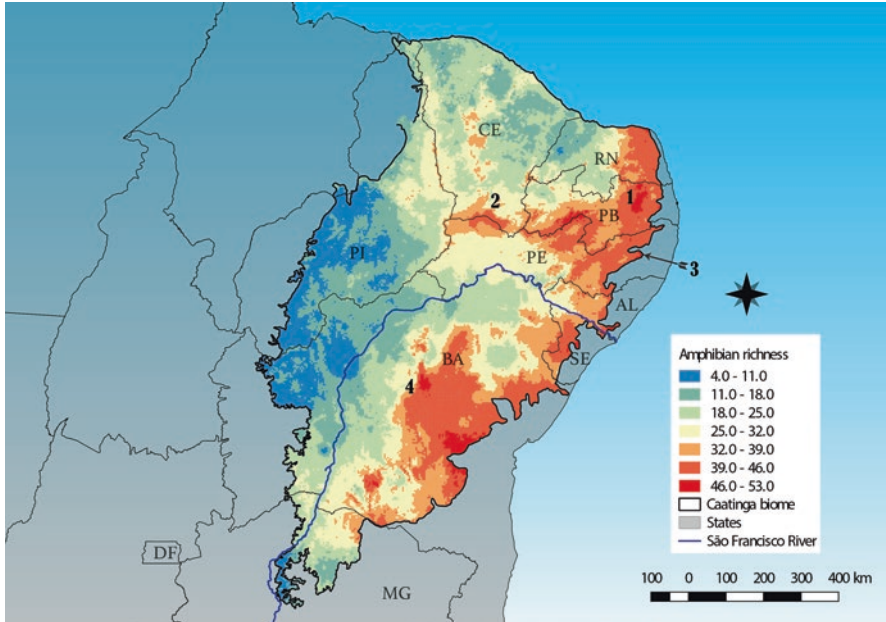 CE
RN
1
2
PB
PI
PE
3
AL
BA
SE
4
DF
MG
Amphibian richness
4.0 - 11.0
11.0 - 18.0
18.0 - 25.0
25.0 - 32.0
32.0 - 39.0
39.0 - 46.0
46.0 - 53.0
Caatinga biome
States
São Francisco River
100 0 100 200 300 400 km